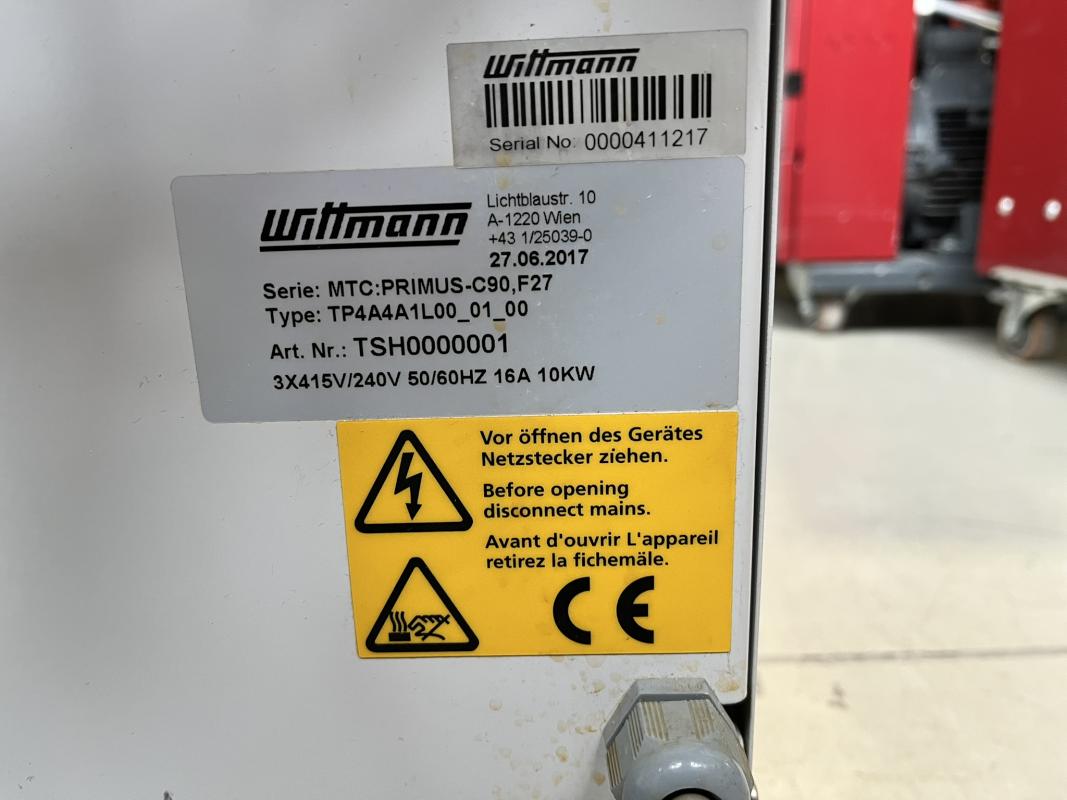 Wittmann
Serial No: 0000411217
Wittmann
Lichtblaustr. 10
A-1220 Wien
+43 1/25039-0
27.06.2017
Serie: MTC:PRIMUS-C90,F27
Type: TP4A4A1L00_01_00
Art. Nr.: TSH0000001
3X415V/240V 50/60HZ 16A 10KW
Vor öffnen des Gerätes
Netzstecker ziehen.
Before opening
disconnect mains.
Avant d'ouvrir L'appareil
retirez la fichemäle.
CE